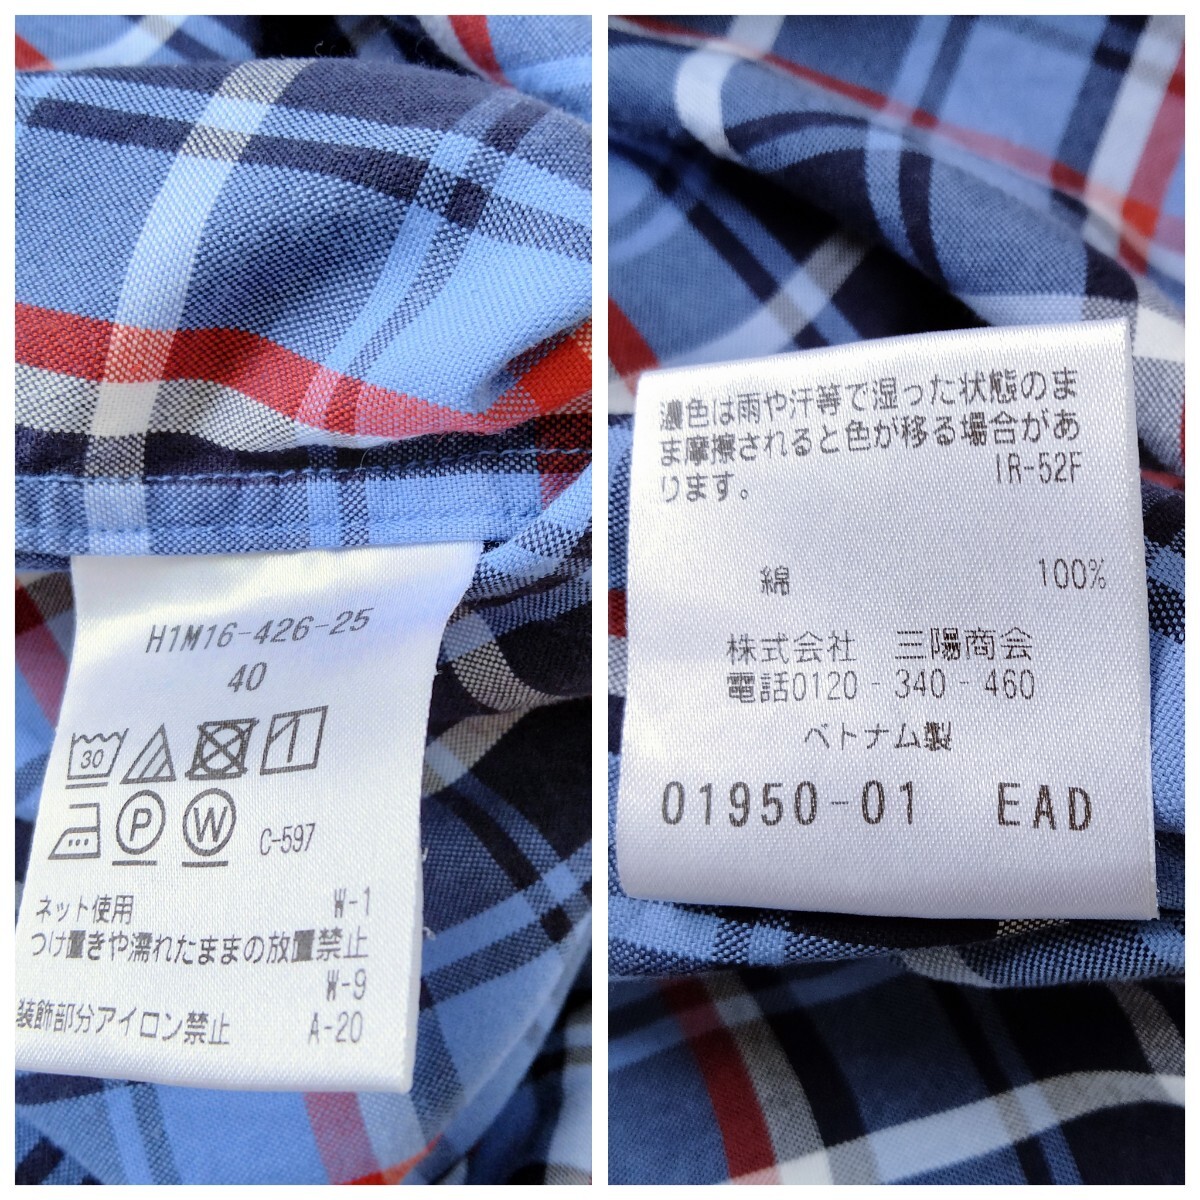 H1M16-426-25
40
30
P W C-597
ネット使用 W-1
つけ置きや濡れたままの放置禁止
W-9
装飾部分アイロン禁止 A-20
濃色は雨や汗等で湿った状態のま
ま摩擦されると色が移る場合があ
ります。 IR-52F
綿 100%
株式会社 三陽商会
電話0120-340-460
ベトナム製
01950-01 EAD